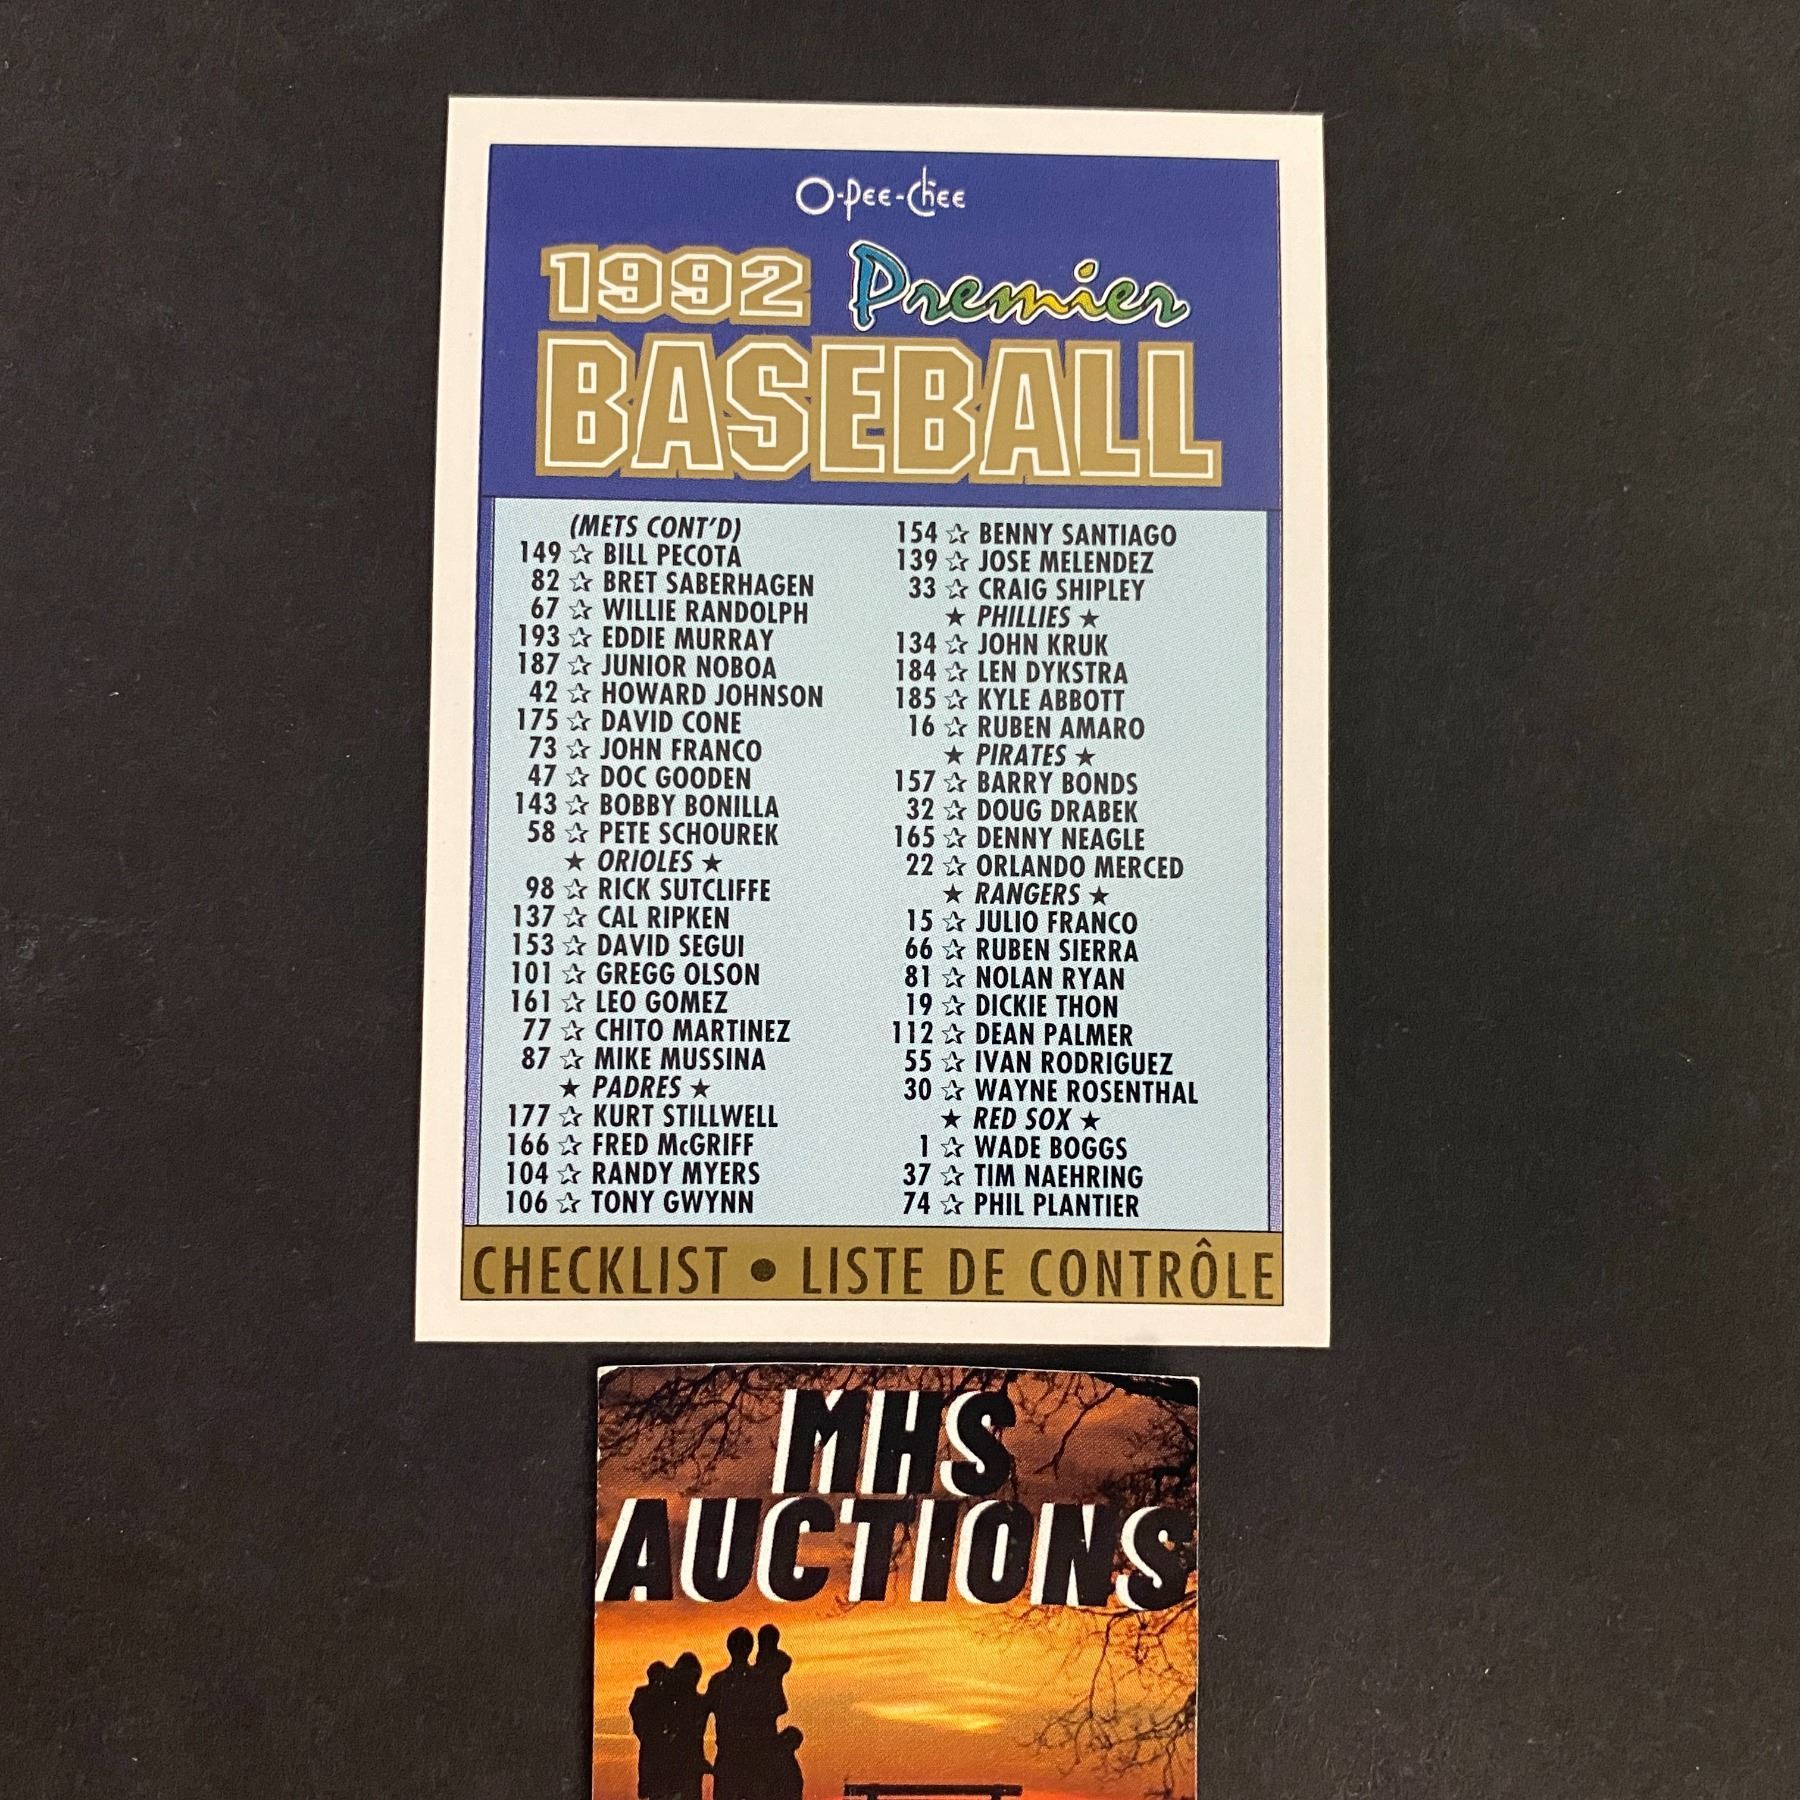 O-Pee-Chee
1992 Premier
BASEBALL
(METS CONT'D)
149 ☆ BILL PECOTA
82 ☆ BRET SABERHAGEN
67 ☆ WILLIE RANDOLPH
193 ☆ EDDIE MURRAY
187 ☆ JUNIOR NOBOA
42 ☆ HOWARD JOHNSON
175 ☆ DAVID CONE
73 ☆ JOHN FRANCO
47 ☆ DOC GOODEN
143 ☆ BOBBY BONILLA
58 ☆ PETE SCHOUREK
★ ORIOLES ★
98 ☆ RICK SUTCLIFFE
137 ☆ CAL RIPKEN
153 ☆ DAVID SEGUI
101 ☆ GREGG OLSON
161 ☆ LEO GOMEZ
77 ☆ CHITO MARTINEZ
87 ☆ MIKE MUSSINA
★ PADRES ★
177 ☆ KURT STILLWELL
166 ☆ FRED McGRIFF
104 ☆ RANDY MYERS
106 ☆ TONY GWYNN
154 ☆ BENNY SANTIAGO
139 ☆ JOSE MELENDEZ
33 ☆ CRAIG SHIPLEY
★ PHILLIES ★
134 ☆ JOHN KRUK
184 ☆ LEN DYKSTRA
185 ☆ KYLE ABBOTT
16 ☆ RUBEN AMARO
★ PIRATES ★
157 ☆ BARRY BONDS
32 ☆ DOUG DRABEK
165 ☆ DENNY NEAGLE
22 ☆ ORLANDO MERCED
★ RANGERS ★
15 ☆ JULIO FRANCO
66 ☆ RUBEN SIERRA
81 ☆ NOLAN RYAN
19 ☆ DICKIE THON
112 ☆ DEAN PALMER
55 ☆ IVAN RODRIGUEZ
30 ☆ WAYNE ROSENTHAL
★ RED SOX ★
1 ☆ WADE BOGGS
37 ☆ TIM NAEHRING
74 ☆ PHIL PLANTIER
CHECKLIST • LISTE DE CONTRÔLE
MHS
AUCTIONS